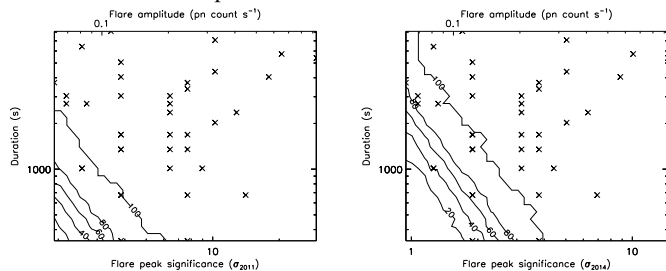 Flare amplitude (pn count s⁻¹)
0.1
Duration (s)
1000
100
80
60
40
10
Flare peak significance (σ2011)
Flare amplitude (pn count s⁻¹)
0.1
Duration (s)
1000
100
80
60
40
20
1
10
Flare peak significance (σ2014)